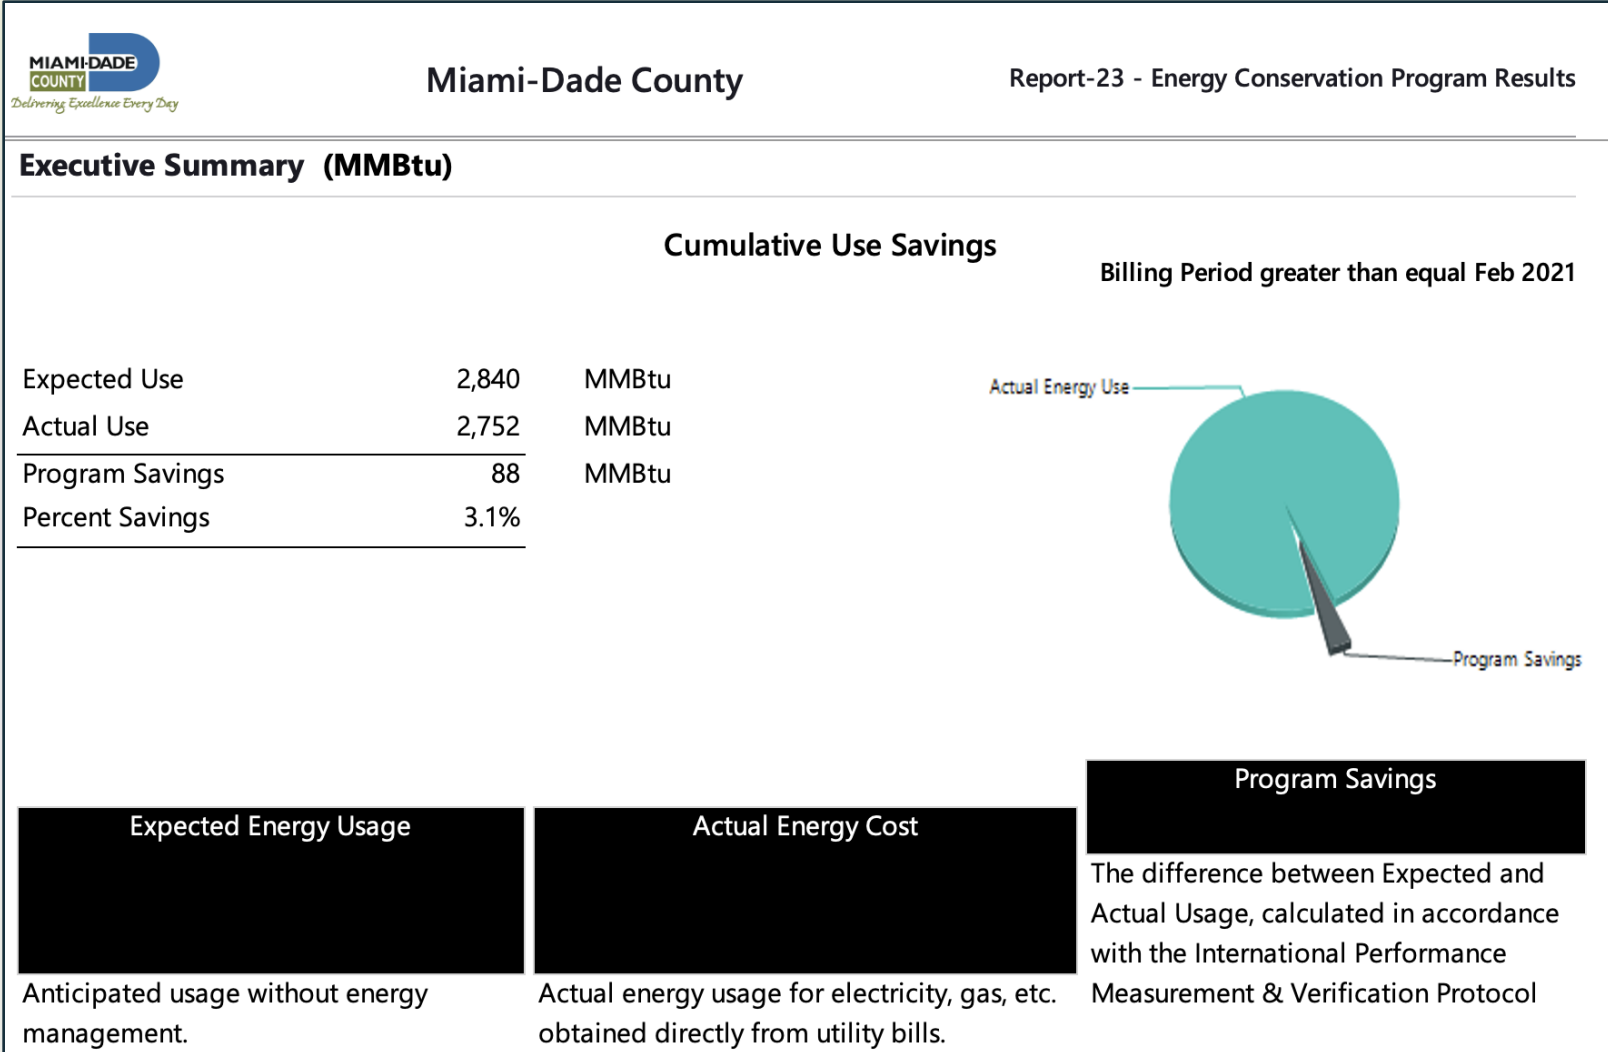 MIAMI-DADE
COUNTY
Delivering Excellence Every Day
Miami-Dade County
Report-23 - Energy Conservation Program Results
Executive Summary (MMBtu)
Cumulative Use Savings
Billing Period greater than equal Feb 2021
Expected Use 2,840 MMBtu
Actual Use 2,752 MMBtu
Program Savings 88 MMBtu
Percent Savings 3.1%
Actual Energy Use
Program Savings
Expected Energy Usage
Anticipated usage without energy
management.
Actual Energy Cost
Actual energy usage for electricity, gas, etc.
obtained directly from utility bills.
Program Savings
The difference between Expected and
Actual Usage, calculated in accordance
with the International Performance
Measurement & Verification Protocol